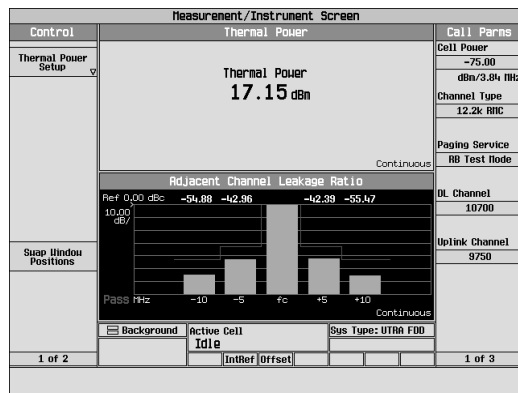 Measurement/Instrument Screen
Control
Thermal Power
Setup
Swap Window
Positions
1 of 2
Thermal Power
Thermal Power
17.15 dBm
Continuous
Adjacent Channel Leakage Ratio
Ref 0.00 dBc
-54.88 -42.96 -42.39 -55.47
10.00
dB/
Pass MHz -10 -5 fc +5 +10
Continuous
Background
Active Cell
Idle
Sys Type: UTRA FDD
IntRef Offset
Call Parms
Cell Power
-75.00
dBm/3.84 MHz
Channel Type
12.2k RMC
Paging Service
RB Test Mode
DL Channel
10700
Uplink Channel
9750
1 of 3